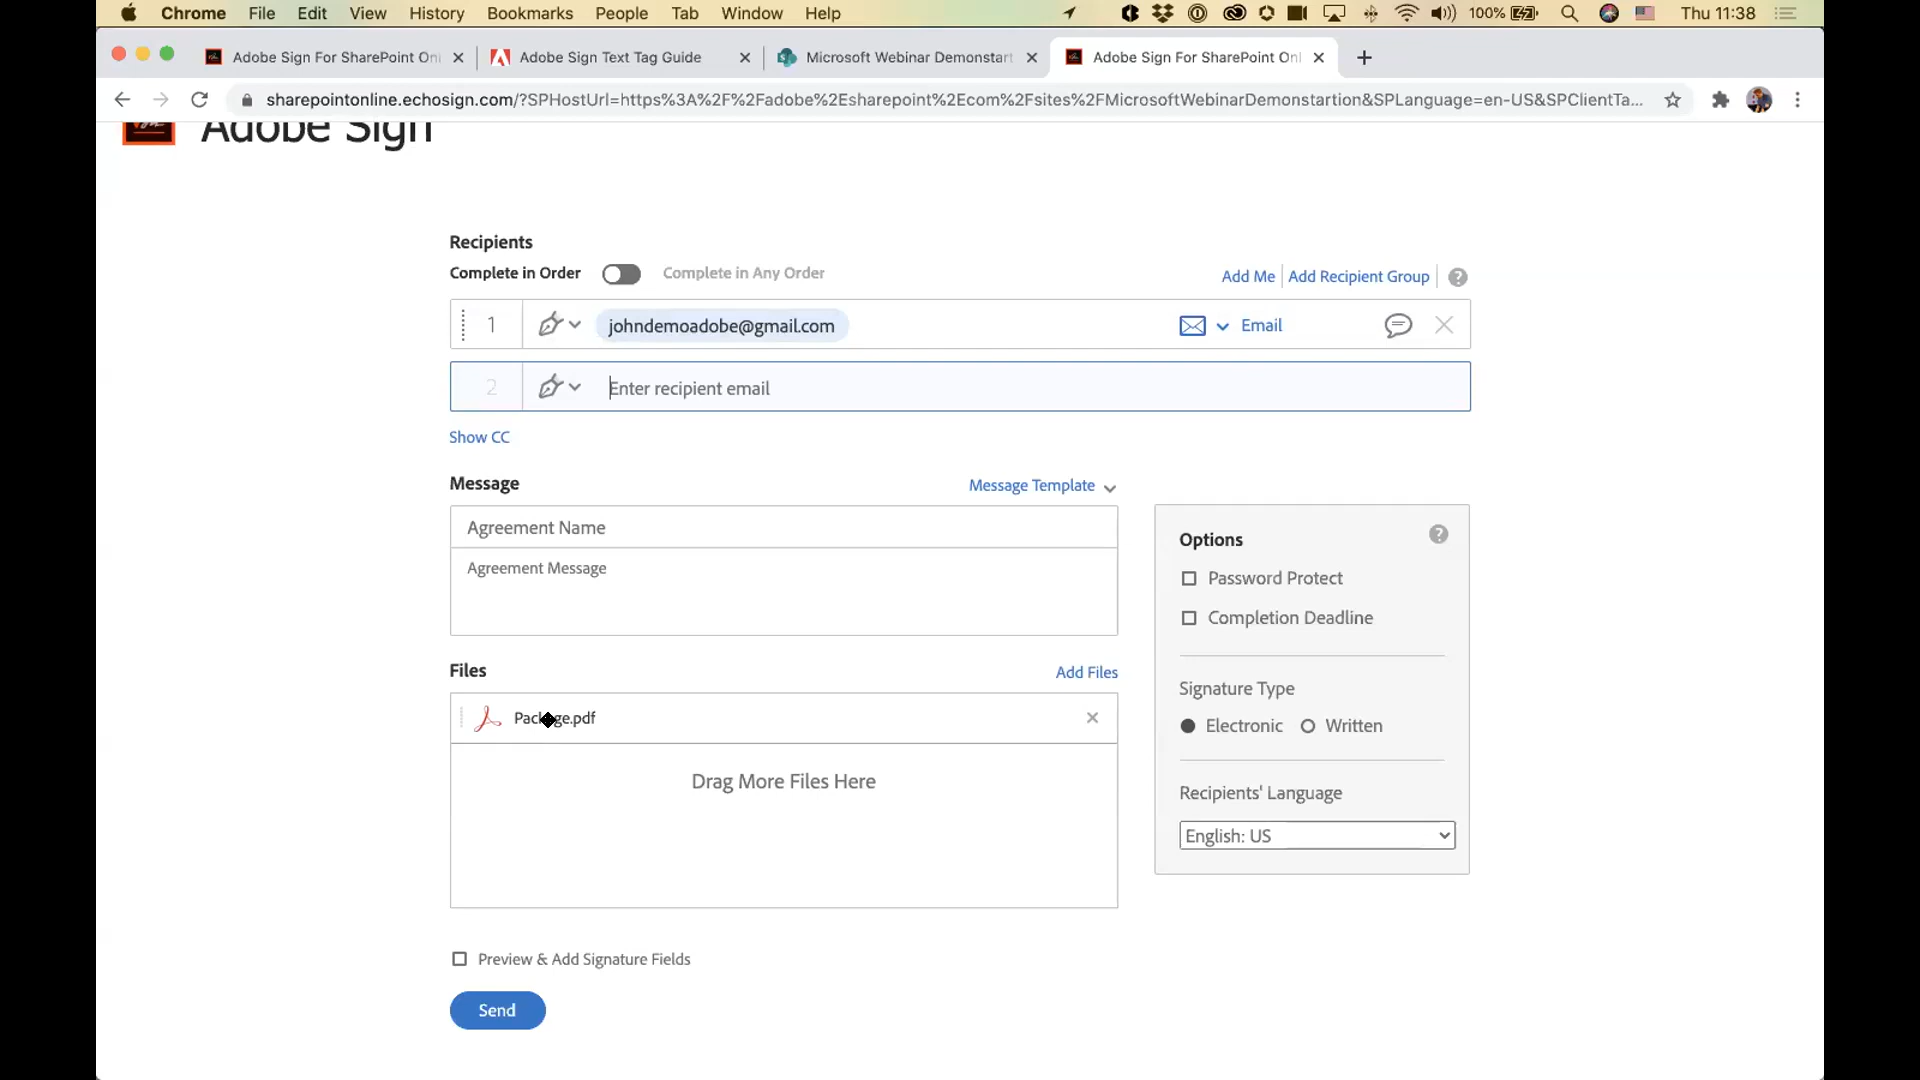 Chrome File Edit View History Bookmarks People Tab Window Help 100% Thu 11:38
Adobe Sign For SharePoint Onl Adobe Sign Text Tag Guide Microsoft Webinar Demonstart Adobe Sign For SharePoint Onl
sharepointonline.echosign.com/?SPHostUrl=https%3A%2F%2Fadobe%2Esharepoint%2Ecom%2Fsites%2FMicrosoftWebinarDemonstartion&SPLanguage=en-US&SPClientTa...
Adobe Sign
Recipients
Complete in Order Complete in Any Order Add Me Add Recipient Group ?
1 johndemoadobe@gmail.com Email
2 Enter recipient email
Show CC
Message Message Template
Agreement Name
Agreement Message
Options ?
Password Protect
Completion Deadline
Files Add Files
Package.pdf
Drag More Files Here
Signature Type
Electronic Written
Recipients' Language
English: US
Preview & Add Signature Fields
Send